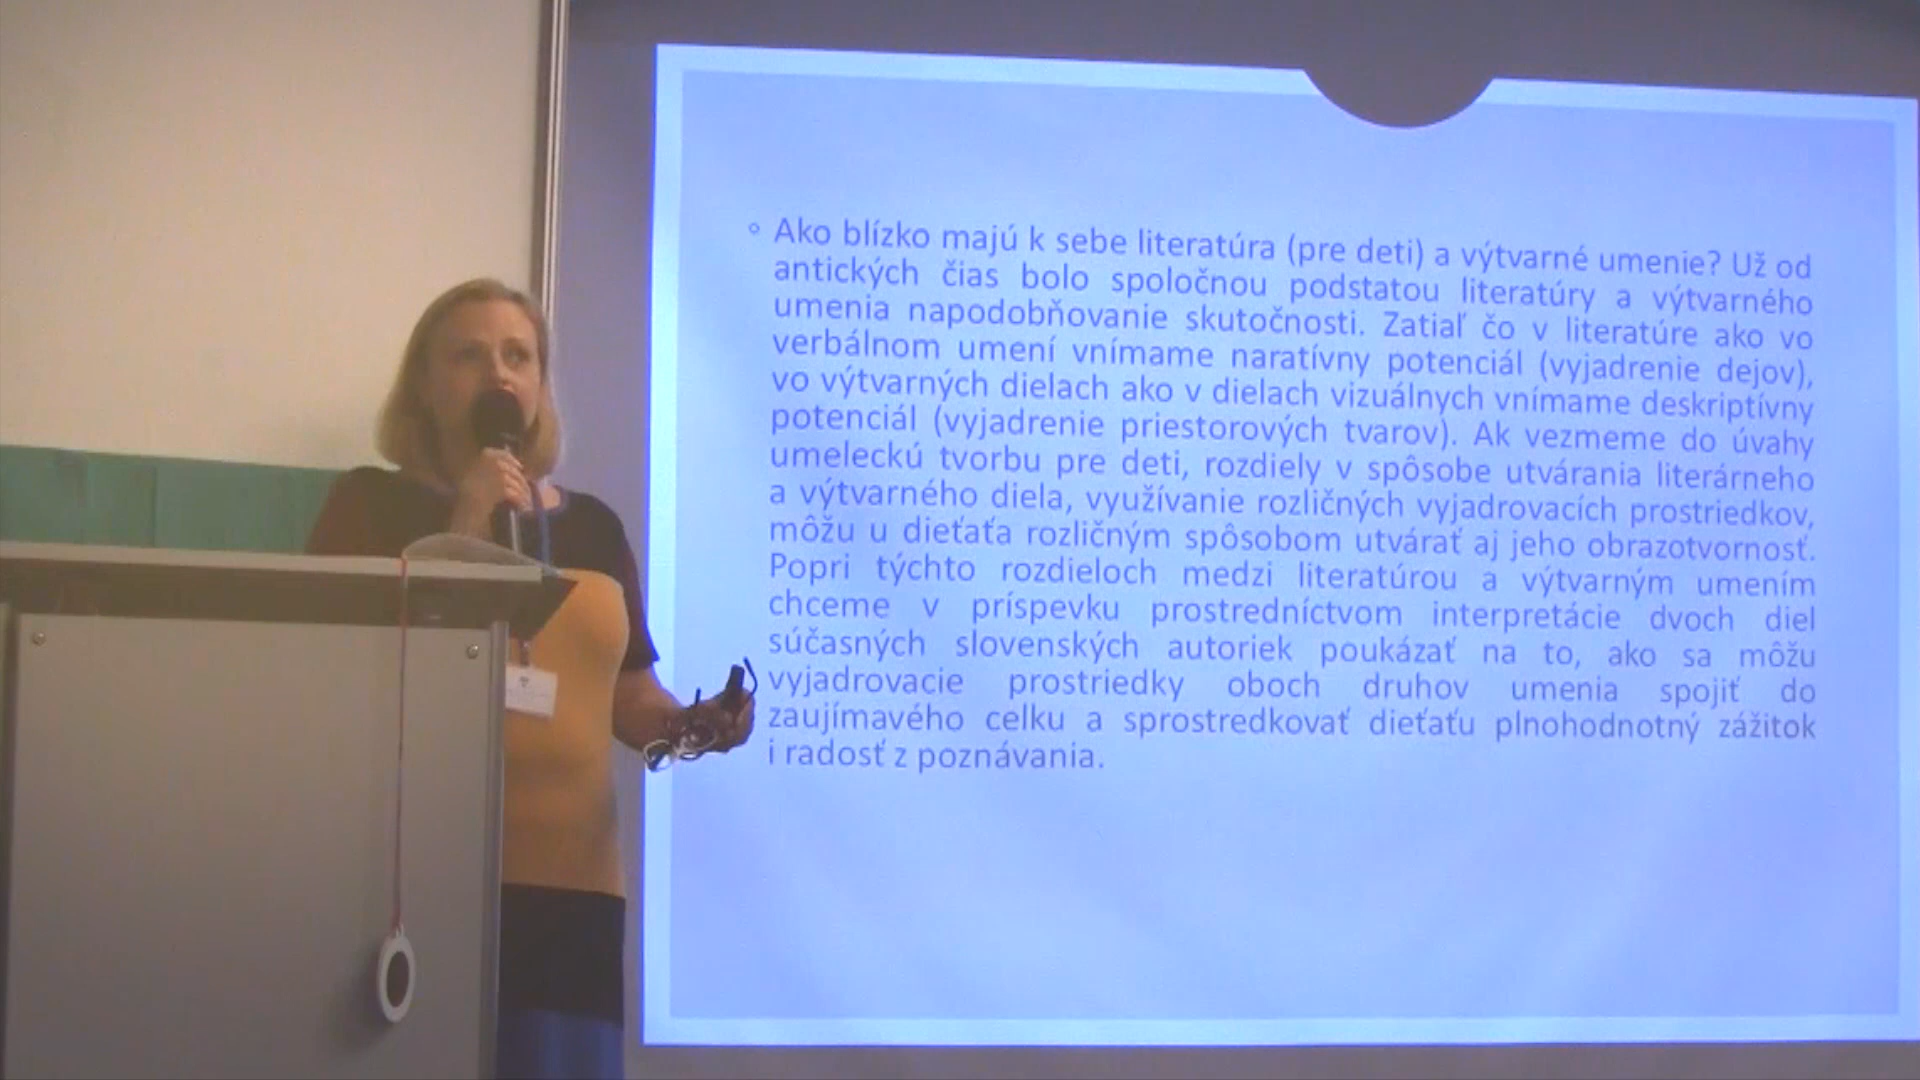 Ako blízko majú k sebe literatúra (pre deti) a výtvarné umenie? Už od
antických čias bolo spoločnou podstatou literatúry a výtvarného
umenia napodobňovanie skutočnosti. Zatiaľ čo v literatúre ako vo
verbálnom umení vnímame naratívny potenciál (vyjadrenie dejov),
vo výtvarných dielach ako v dielach vizuálnych vnímame deskriptívny
potenciál (vyjadrenie priestorových tvarov). Ak vezmeme do úvahy
umeleckú tvorbu pre deti, rozdiely v spôsobe utvárania literárneho
a výtvarného diela, využívanie rozličných vyjadrovacích prostriedkov,
môžu u dieťaťa rozličným spôsobom utvárať aj jeho obrazotvornosť.
Popri týchto rozdieloch medzi literatúrou a výtvarným umením
chceme v príspevku prostredníctvom interpretácie dvoch diel
súčasných slovenských autoriek poukázať na to, ako sa môžu
vyjadrovacie prostriedky oboch druhov umenia spojiť do
zaujímavého celku a sprostredkovať dieťaťu plnohodnotný zážitok
i radosť z poznávania.